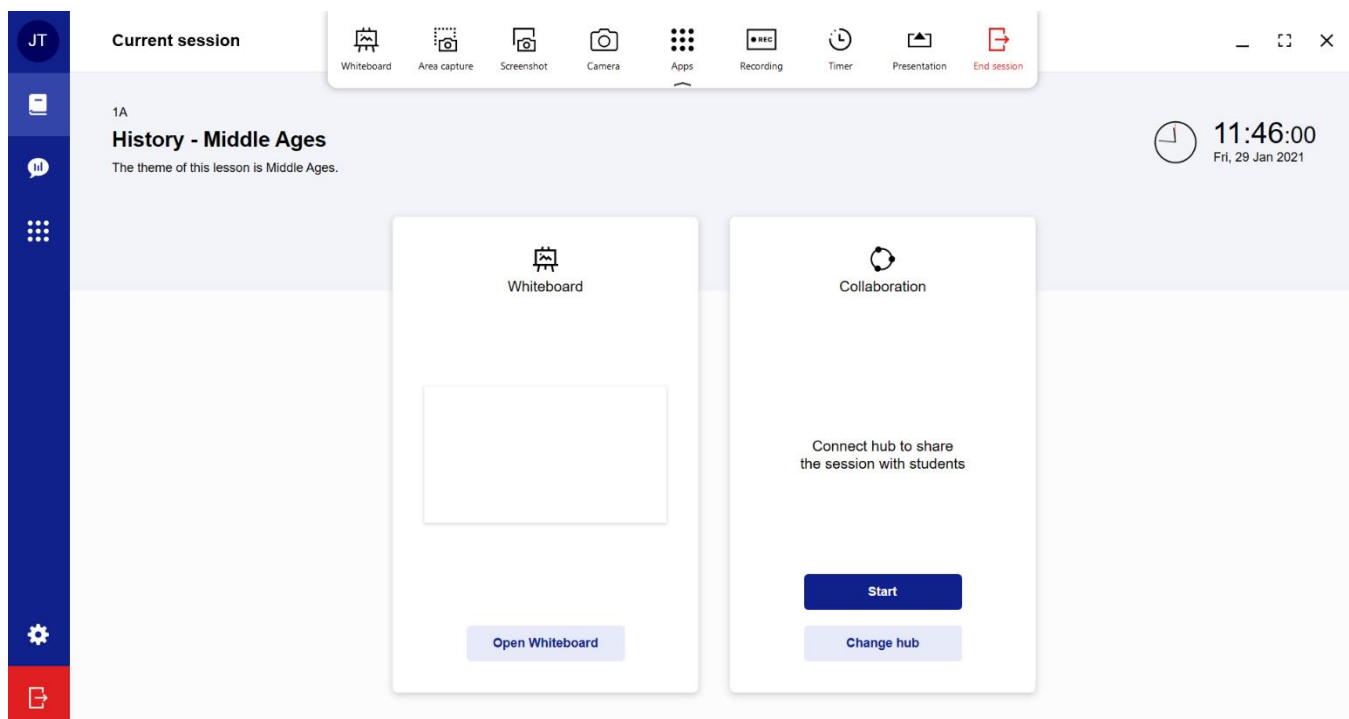 JT
Current session
Whiteboard
Area capture
Screenshot
Camera
Apps
REC
Recording
Timer
Presentation
End session
1A
History - Middle Ages
The theme of this lesson is Middle Ages.
11:46:00
Fri, 29 Jan 2021
Whiteboard
Open Whiteboard
Collaboration
Connect hub to share
the session with students
Start
Change hub